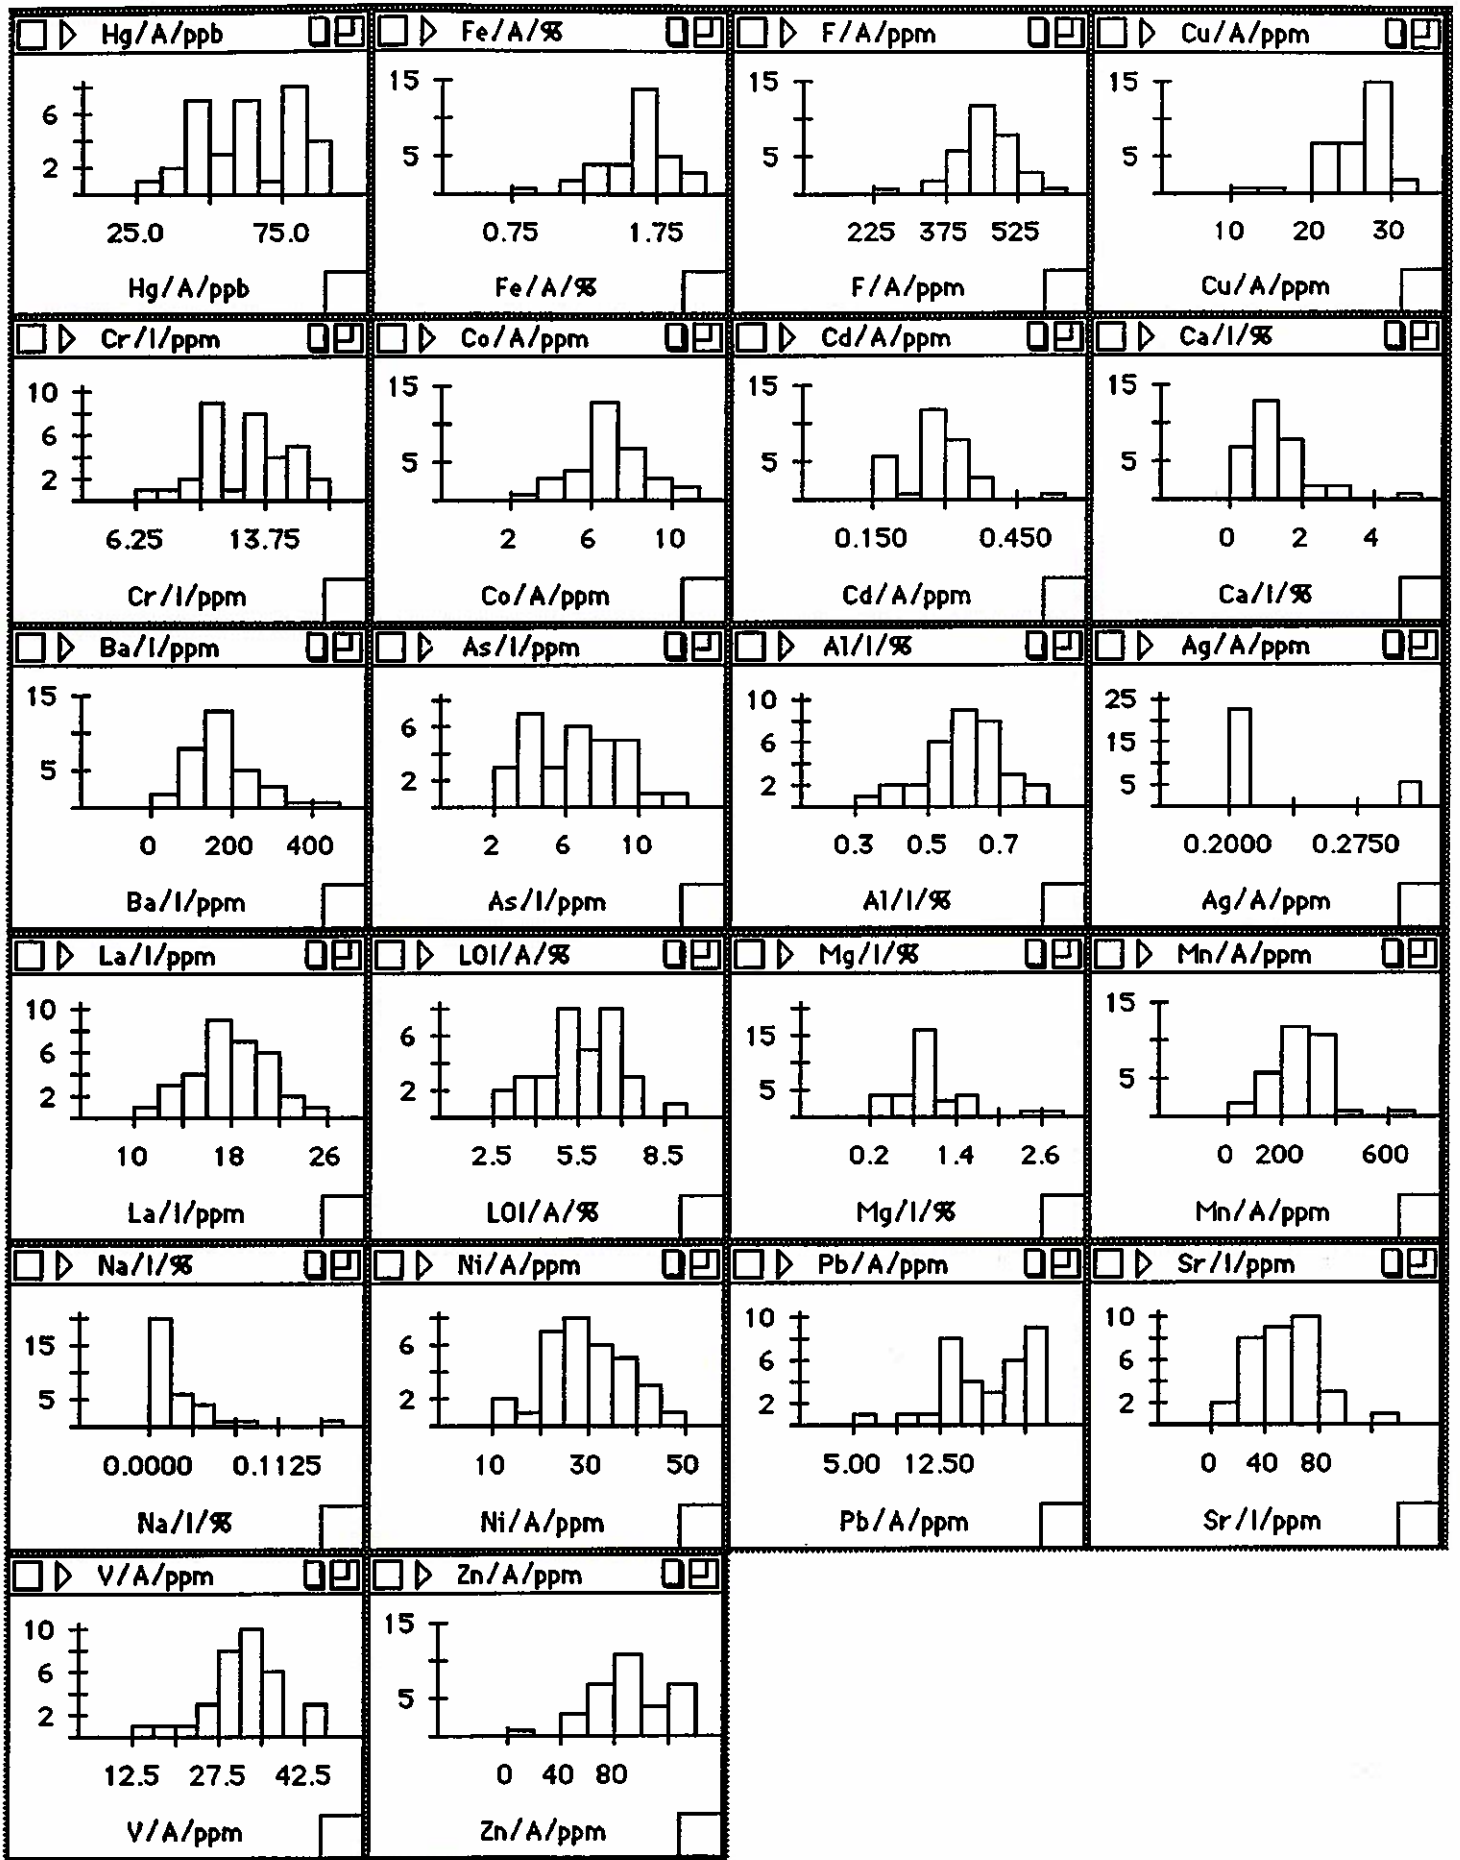 Hg/A/ppb Fe/A/% F/A/ppm Cu/A/ppm
6 2 25.0 75.0
15 5 0.75 1.75
15 5 225 375 525
15 5 10 20 30
Hg/A/ppb Fe/A/% F/A/ppm Cu/A/ppm
Cr/I/ppm Co/A/ppm Cd/A/ppm Ca/I/%
10 6 2 6.25 13.75
15 5 2 6 10
15 5 0.150 0.450
15 5 0 2 4
Cr/I/ppm Co/A/ppm Cd/A/ppm Ca/I/%
Ba/I/ppm As/I/ppm Al/I/% Ag/A/ppm
15 5 0 200 400
6 2 2 6 10
10 6 2 0.3 0.5 0.7
25 15 5 0.2000 0.2750
Ba/I/ppm As/I/ppm Al/I/% Ag/A/ppm
La/I/ppm LOI/A/% Mg/I/% Mn/A/ppm
10 6 2 10 18 26
6 2 2.5 5.5 8.5
15 5 0.2 1.4 2.6
15 5 0 200 600
La/I/ppm LOI/A/% Mg/I/% Mn/A/ppm
Na/I/% Ni/A/ppm Pb/A/ppm Sr/I/ppm
15 5 0.0000 0.1125
6 2 10 30 50
10 6 2 5.00 12.50
10 6 2 0 40 80
Na/I/% Ni/A/ppm Pb/A/ppm Sr/I/ppm
V/A/ppm Zn/A/ppm
10 6 2 12.5 27.5 42.5
15 5 0 40 80
V/A/ppm Zn/A/ppm